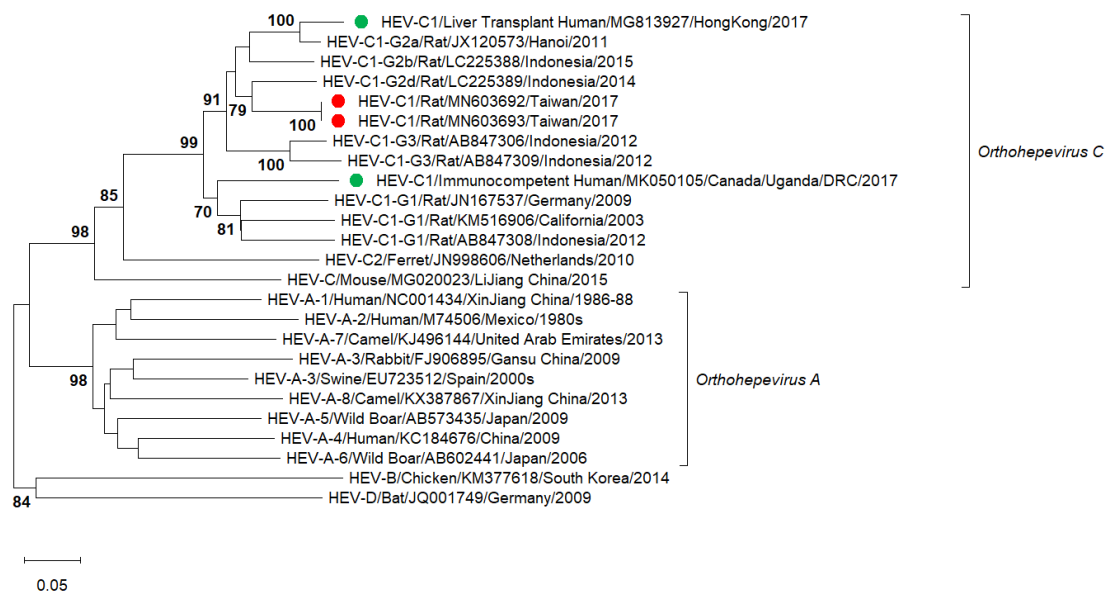 100
HEV-C1/Liver Transplant Human/MG813927/HongKong/2017
HEV-C1-G2a/Rat/JX120573/Hanoi/2011
HEV-C1-G2b/Rat/LC225388/Indonesia/2015
HEV-C1-G2d/Rat/LC225389/Indonesia/2014
91
79
HEV-C1/Rat/MN603692/Taiwan/2017
100
HEV-C1/Rat/MN603693/Taiwan/2017
99
HEV-C1-G3/Rat/AB847306/Indonesia/2012
100
HEV-C1-G3/Rat/AB847309/Indonesia/2012
Orthohepevirus C
HEV-C1/Immunocompetent Human/MK050105/Canada/Uganda/DRC/2017
85
HEV-C1-G1/Rat/JN167537/Germany/2009
70
HEV-C1-G1/Rat/KM516906/California/2003
81
98
HEV-C1-G1/Rat/AB847308/Indonesia/2012
HEV-C2/Ferret/JN998606/Netherlands/2010
HEV-C/Mouse/MG020023/LiJiang China/2015
HEV-A-1/Human/NC001434/XinJiang China/1986-88
HEV-A-2/Human/M74506/Mexico/1980s
HEV-A-7/Camel/KJ496144/United Arab Emirates/2013
HEV-A-3/Rabbit/FJ906895/Gansu China/2009
98
HEV-A-3/Swine/EU723512/Spain/2000s
Orthohepevirus A
HEV-A-8/Camel/KX387867/XinJiang China/2013
HEV-A-5/Wild Boar/AB573435/Japan/2009
HEV-A-4/Human/KC184676/China/2009
HEV-A-6/Wild Boar/AB602441/Japan/2006
HEV-B/Chicken/KM377618/South Korea/2014
84
HEV-D/Bat/JQ001749/Germany/2009
0.05